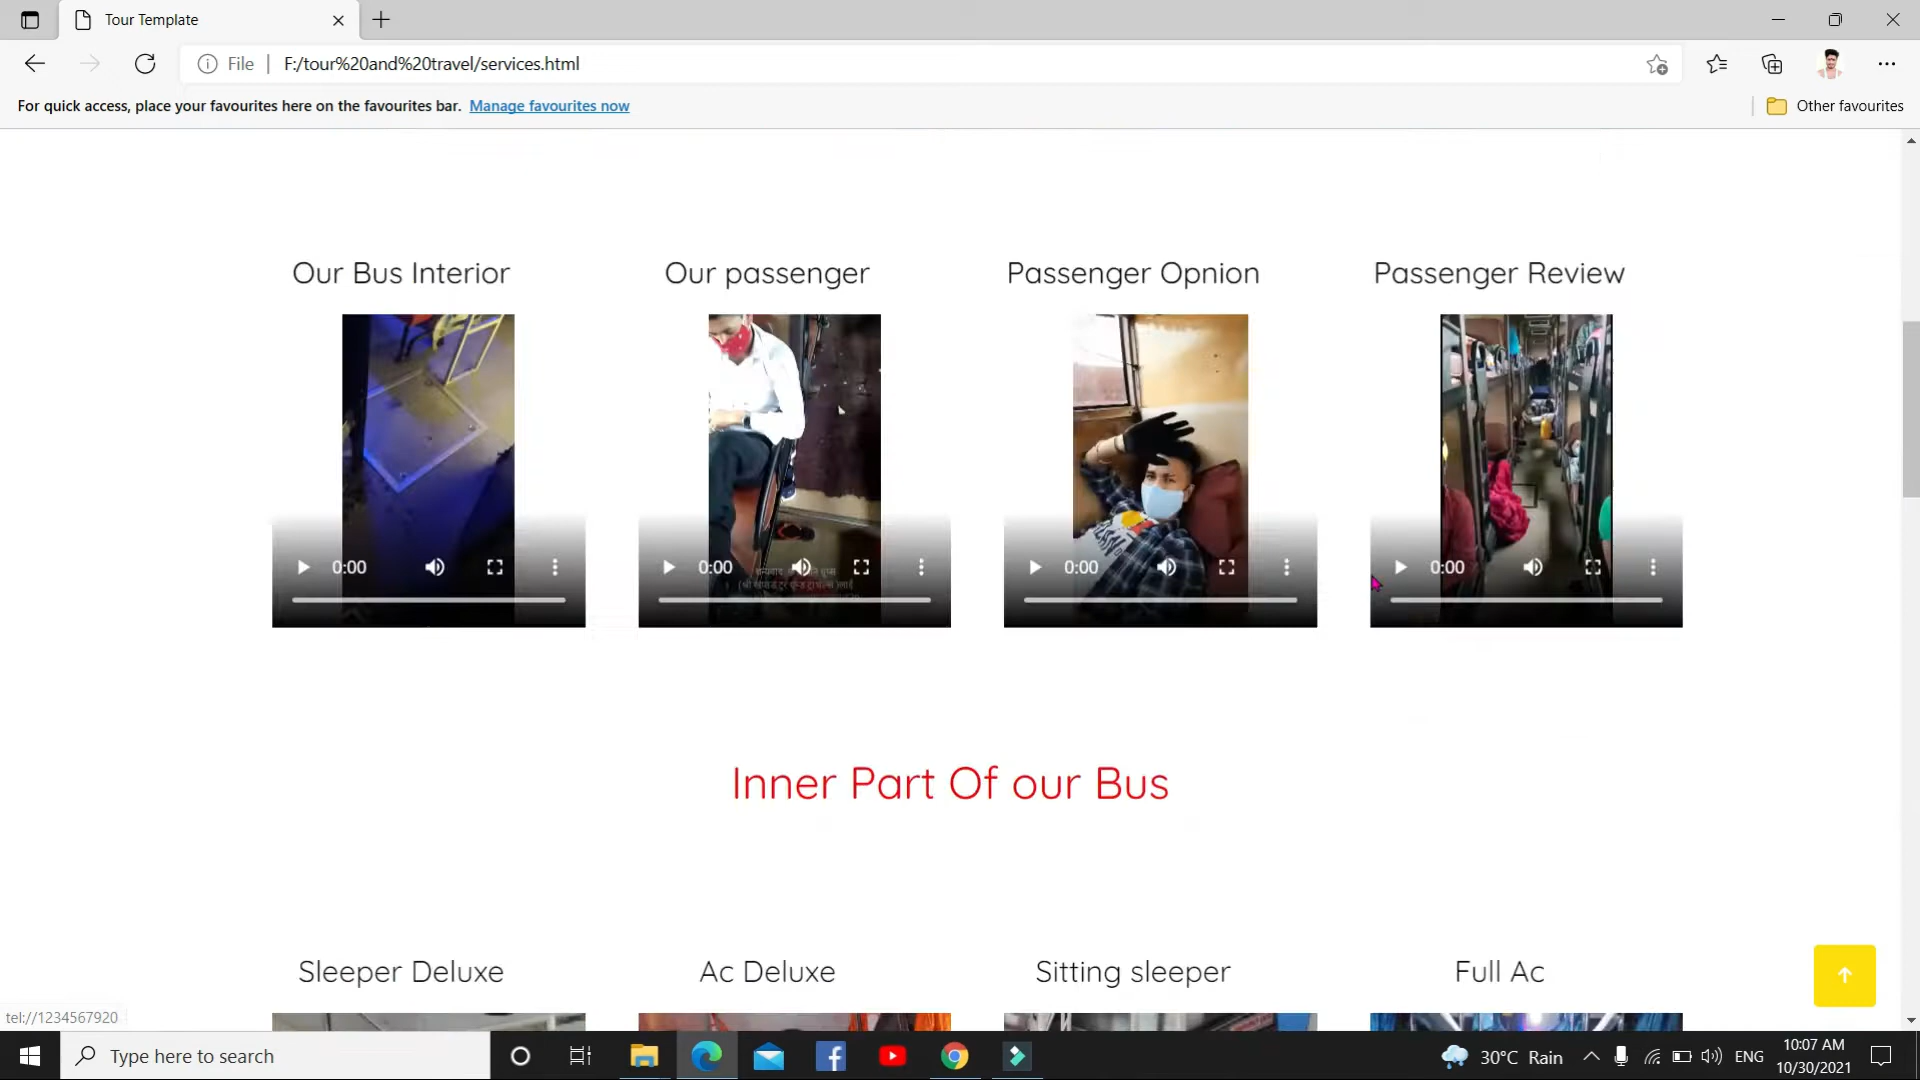 Tour Template
File
F:/tour%20and%20travel/services.html
For quick access, place your favourites here on the favourites bar. Manage favourites now
Other favourites
Our Bus Interior
Our passenger
Passenger Opnion
Passenger Review
0:00
0:00
0:00
0:00
Inner Part Of our Bus
Sleeper Deluxe
Ac Deluxe
Sitting sleeper
Full Ac
tel://1234567920
Type here to search
30°C Rain
ENG
10:07 AM
10/30/2021